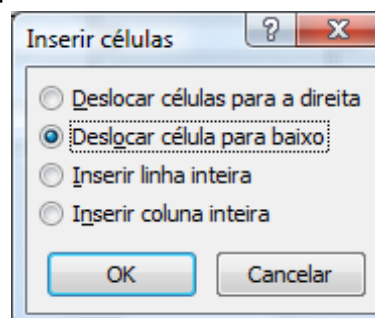 Inserir células
Deslocar células para a direita
Deslocar célula para baixo
Inserir linha inteira
Inserir coluna inteira
OK Cancelar